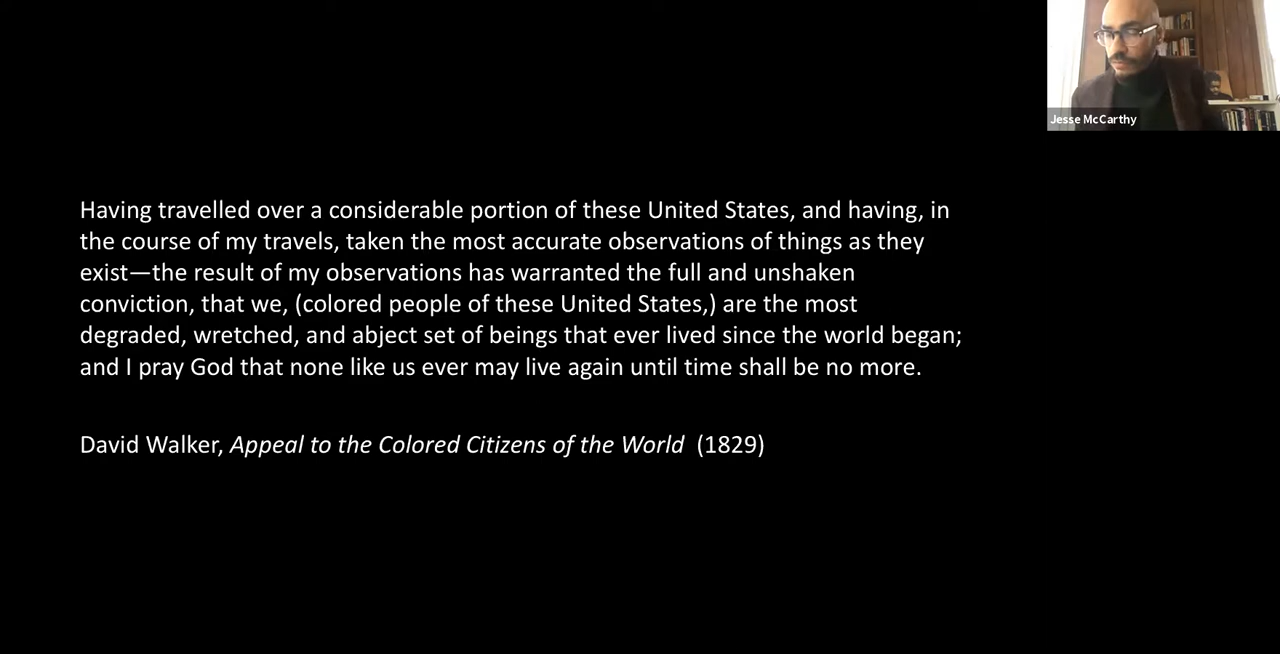 Jesse McCarthy
Having travelled over a considerable portion of these United States, and having, in
the course of my travels, taken the most accurate observations of things as they
exist—the result of my observations has warranted the full and unshaken
conviction, that we, (colored people of these United States,) are the most
degraded, wretched, and abject set of beings that ever lived since the world began;
and I pray God that none like us ever may live again until time shall be no more.
David Walker, Appeal to the Colored Citizens of the World (1829)